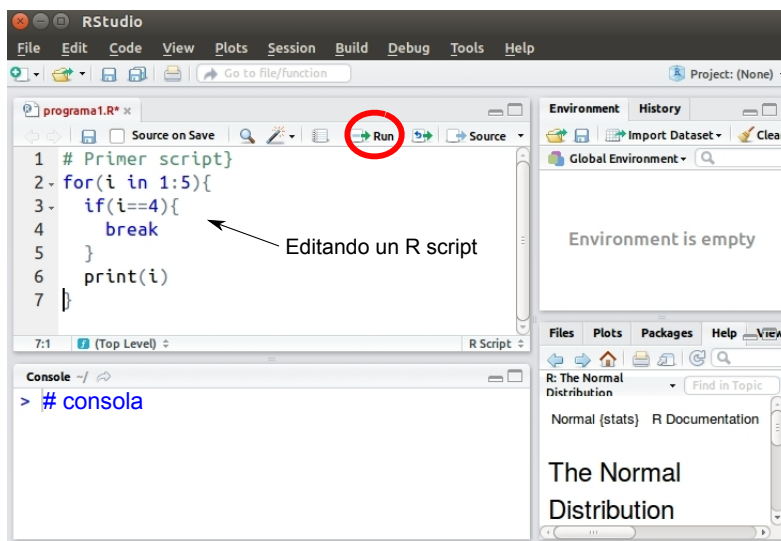 RStudio
File Edit Code View Plots Session Build Debug Tools Help
Go to file/function
Project: (None)
programa1.R* ×
Source on Save
Run
Source
1 # Primer script}
2 for(i in 1:5){
3 if(i==4){
4 break
5 }
6 print(i)
7 }
Editando un R script
7:1 (Top Level) R Script
Console ~/
> # consola
Environment History
Import Dataset Clea
Global Environment
Environment is empty
Files Plots Packages Help View
R: The Normal Distribution
Find in Topic
Normal {stats} R Documentation
The Normal
Distribution